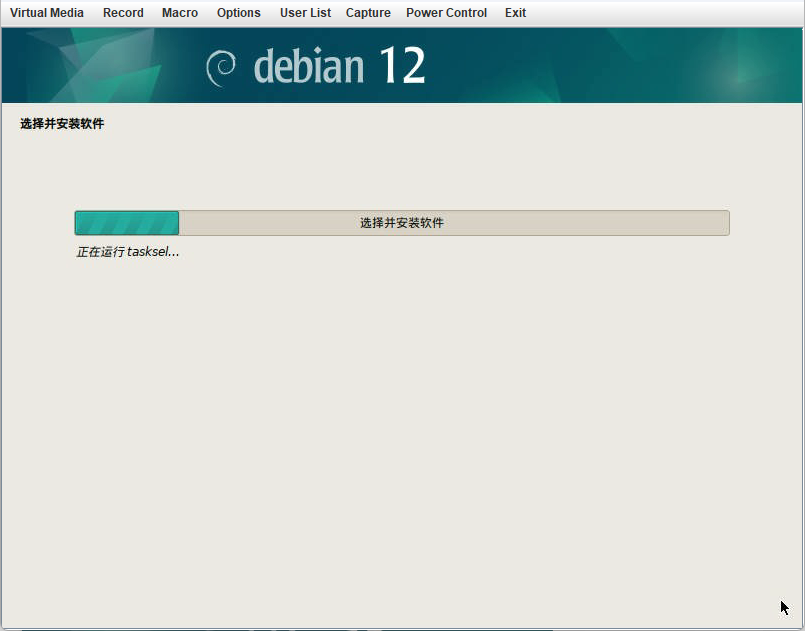 Virtual Media Record Macro Options User List Capture Power Control Exit
debian 12
选择并安装软件
选择并安装软件
正在运行 tasksel...